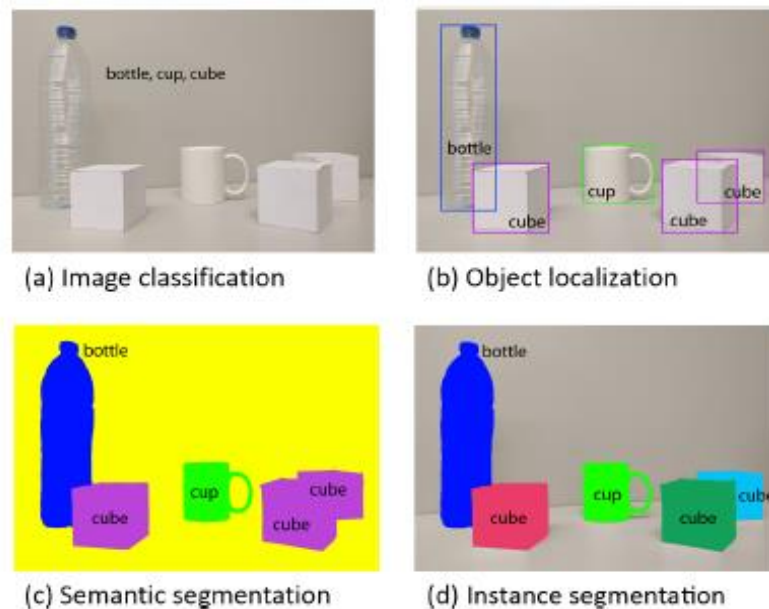 bottle, cup, cube
bottle
cup
cube
cube
cube
(a) Image classification
(b) Object localization
bottle
cup
cube
cube
cube
(c) Semantic segmentation
bottle
cup
cube
cube
cube
(d) Instance segmentation